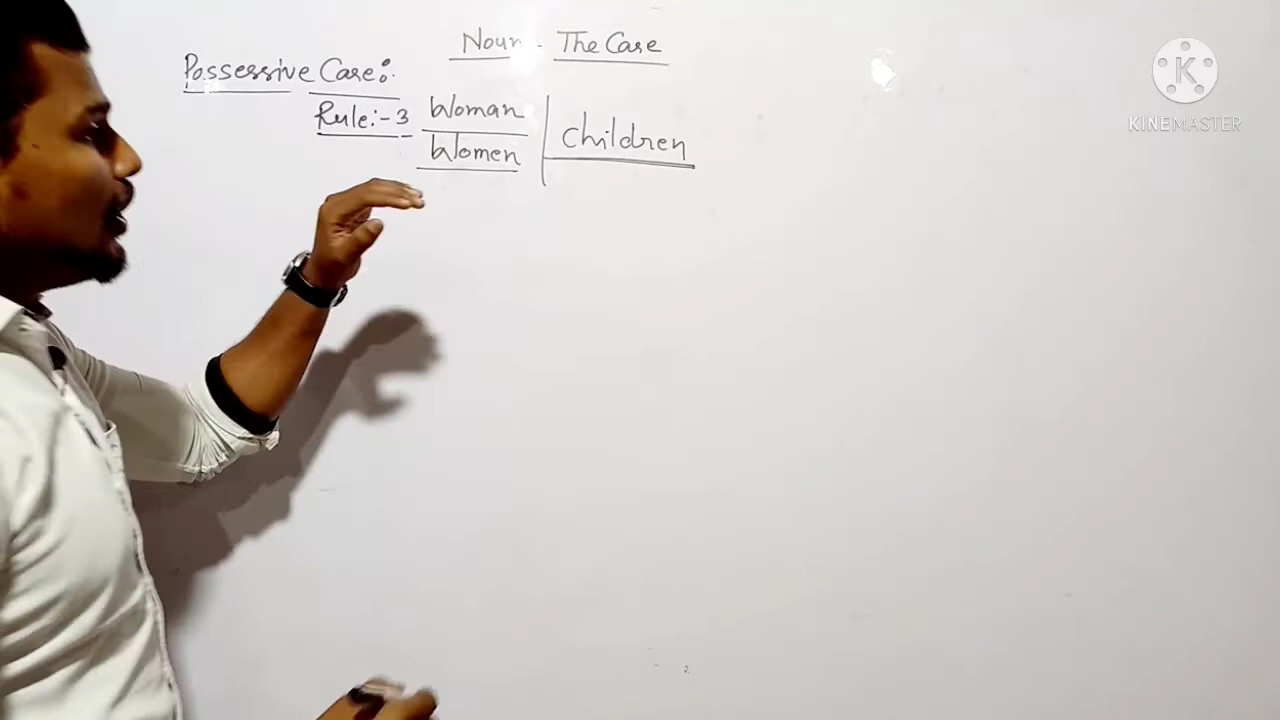 Noun - The Case
Possessive Case:-
Rule:-3 Woman
Women
children
K
KINEMASTER